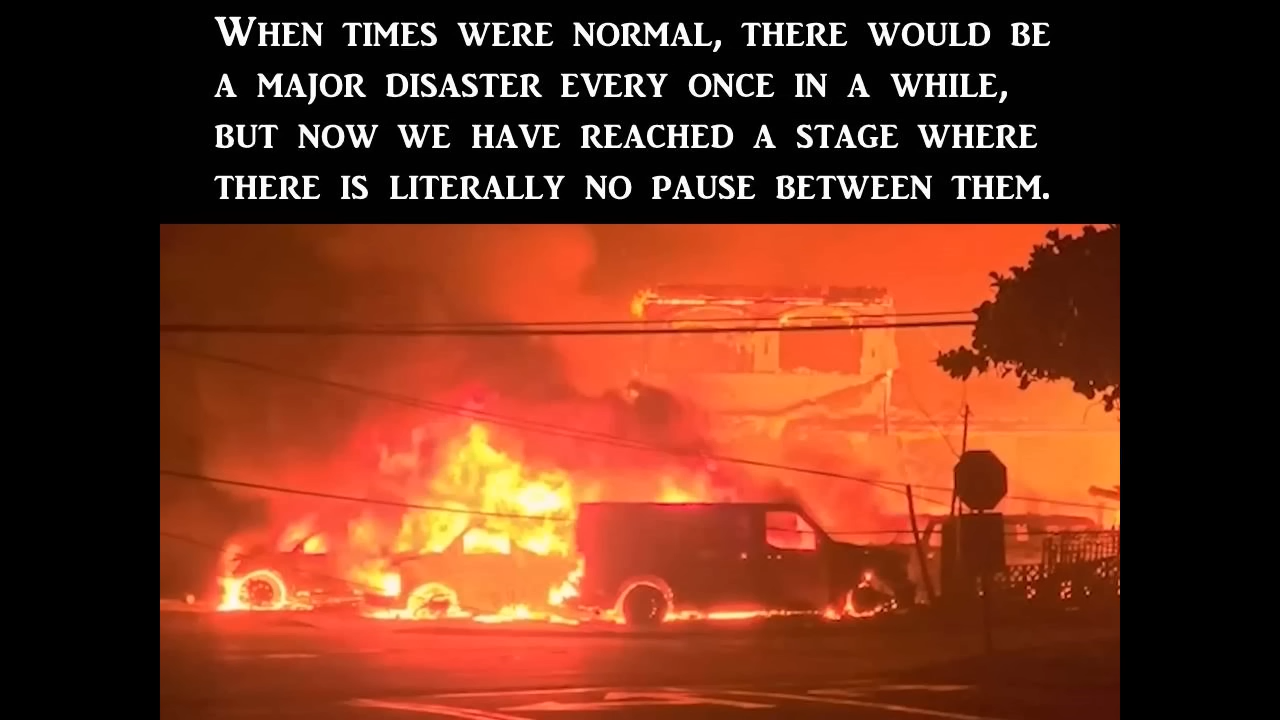 When times were normal, there would be
a major disaster every once in a while,
but now we have reached a stage where
there is literally no pause between them.